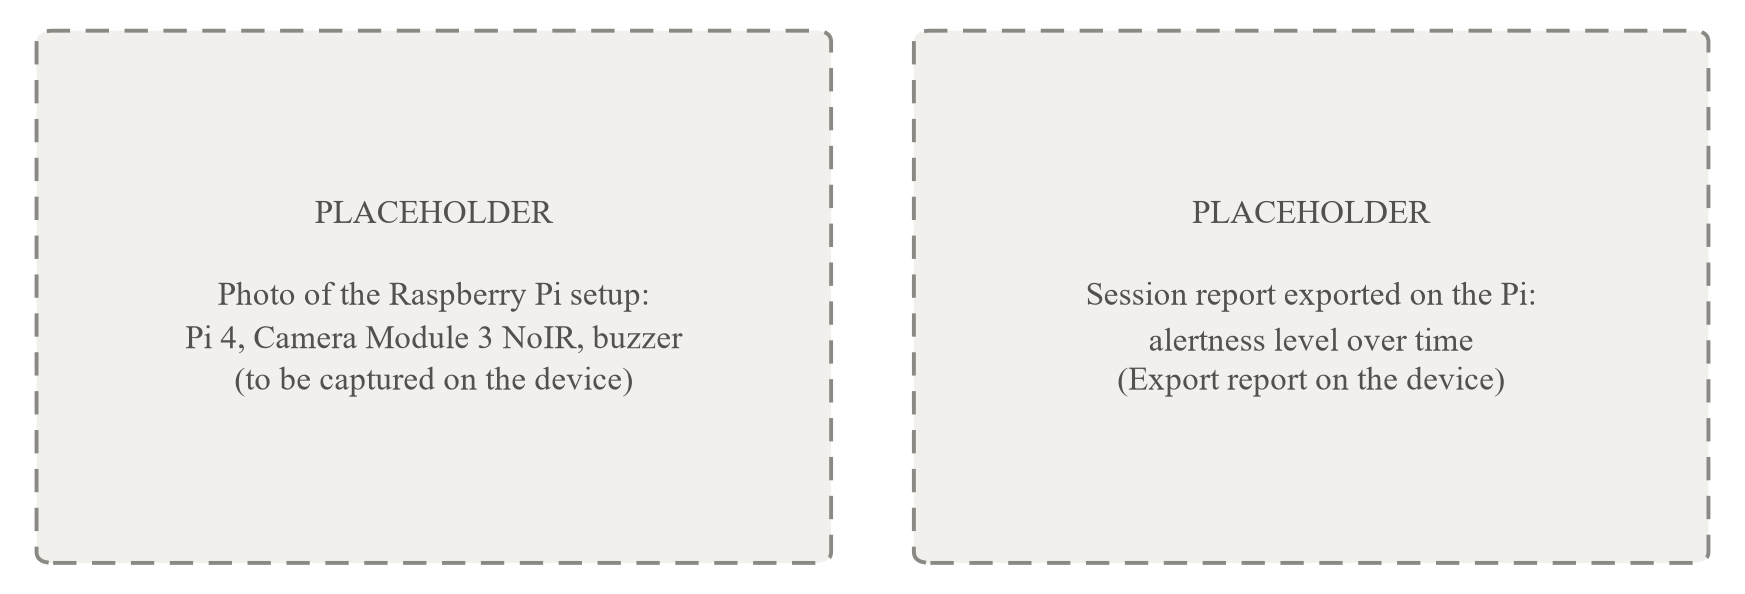 PLACEHOLDER
Photo of the Raspberry Pi setup:
Pi 4, Camera Module 3 NoIR, buzzer
(to be captured on the device)
PLACEHOLDER
Session report exported on the Pi:
alertness level over time
(Export report on the device)